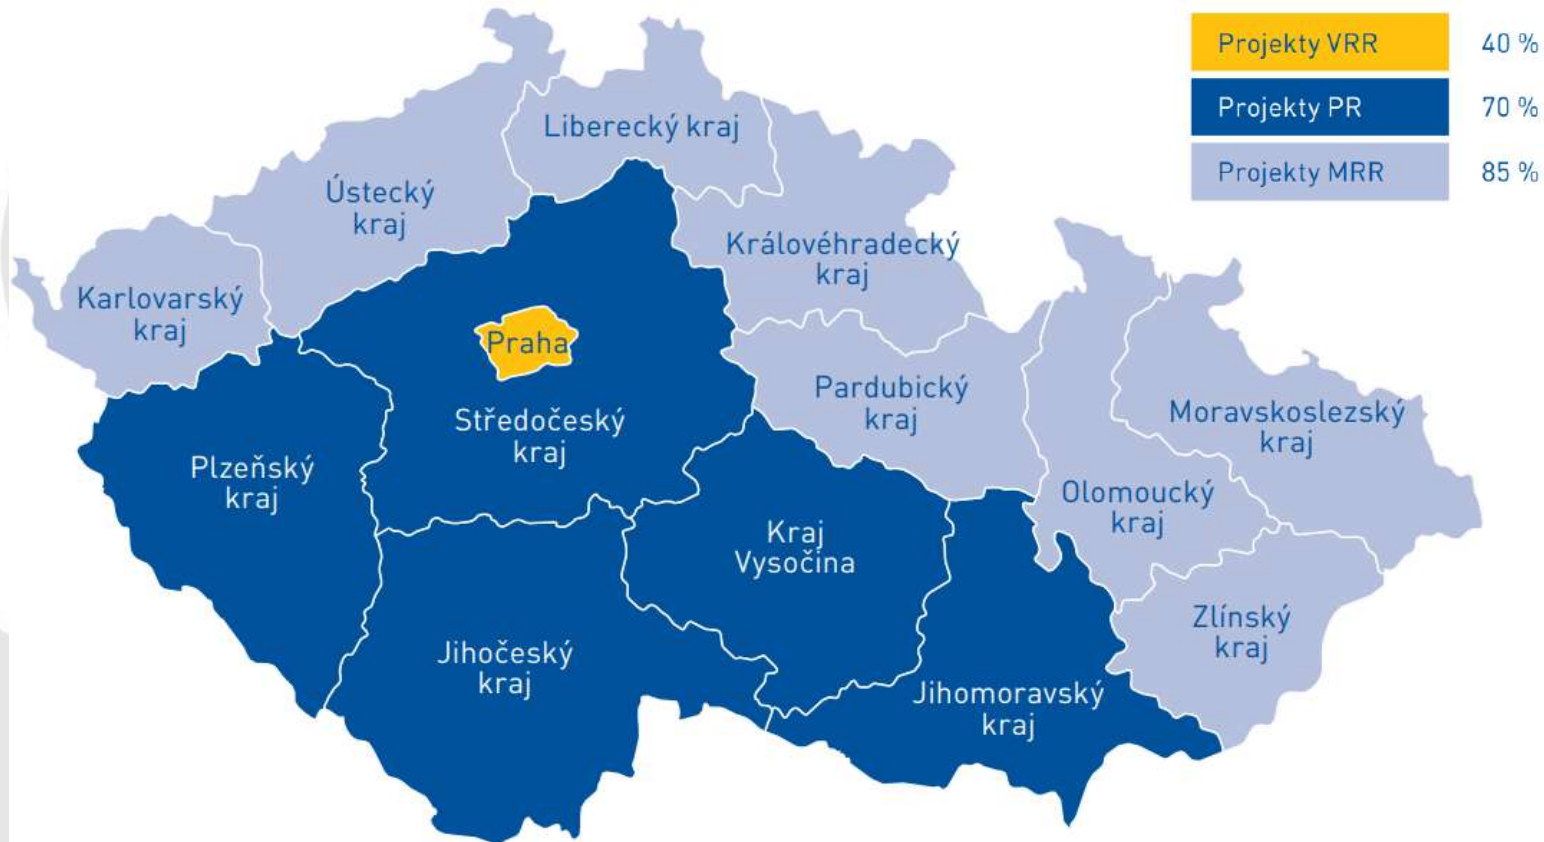 Projekty VRR 40 %
Projekty PR 70 %
Projekty MRR 85 %
Liberecký kraj
Ústecký
kraj
Královéhradecký
kraj
Karlovarský
kraj
Praha
Pardubický
kraj
Středočeský
kraj
Moravskoslezský
kraj
Plzeňský
kraj
Olomoucký
kraj
Kraj
Vysočina
Zlínský
kraj
Jihočeský
kraj
Jihomoravský
kraj